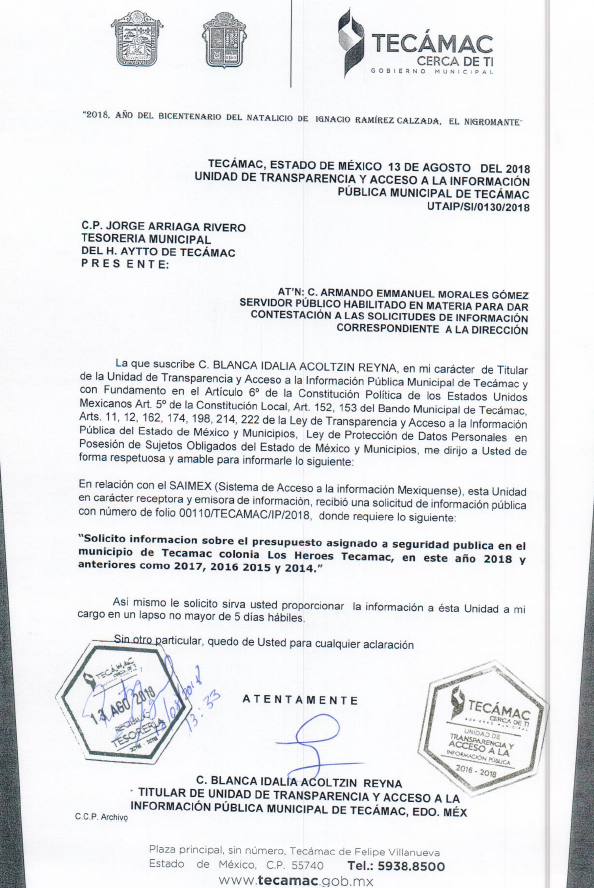 TECÁMAC
CERCA DE TI
GOBIERNO MUNICIPAL
"2018. AÑO DEL BICENTENARIO DEL NATALICIO DE IGNACIO RAMÍREZ CALZADA, EL NIGROMANTE"
TECÁMAC, ESTADO DE MÉXICO 13 DE AGOSTO DEL 2018
UNIDAD DE TRANSPARENCIA Y ACCESO A LA INFORMACIÓN
PÚBLICA MUNICIPAL DE TECÁMAC
UTAIP/SI/0130/2018
C.P. JORGE ARRIAGA RIVERO
TESORERIA MUNICIPAL
DEL H. AYTTO DE TECÁMAC
P R E S E N T E:
AT'N: C. ARMANDO EMMANUEL MORALES GÓMEZ
SERVIDOR PÚBLICO HABILITADO EN MATERIA PARA DAR
CONTESTACIÓN A LAS SOLICITUDES DE INFORMACIÓN
CORRESPONDIENTE A LA DIRECCIÓN
La que suscribe C. BLANCA IDALIA ACOLTZIN REYNA, en mi carácter de Titular
de la Unidad de Transparencia y Acceso a la Información Pública Municipal de Tecámac y
con Fundamento en el Artículo 6º de la Constitución Política de los Estados Unidos
Mexicanos Art. 5º de la Constitución Local, Art. 152, 153 del Bando Municipal de Tecámac,
Arts. 11, 12, 162, 174, 198, 214, 222 de la Ley de Transparencia y Acceso a la Información
Pública del Estado de México y Municipios, Ley de Protección de Datos Personales en
Posesión de Sujetos Obligados del Estado de México y Municipios, me dirijo a Usted de
forma respetuosa y amable para informarle lo siguiente:
En relación con el SAIMEX (Sistema de Acceso a la información Mexiquense), esta Unidad
en carácter receptora y emisora de información, recibió una solicitud de información pública
con número de folio 00110/TECAMAC/IP/2018, donde requiere lo siguiente:
"Solicito informacion sobre el presupuesto asignado a seguridad publica en el
municipio de Tecamac colonia Los Heroes Tecamac, en este año 2018 y
anteriores como 2017, 2016 2015 y 2014."
Asi mismo le solicito sirva usted proporcionar la información a ésta Unidad a mi
cargo en un lapso no mayor de 5 días hábiles.
Sin otro particular, quedo de Usted para cualquier aclaración
TECÁMAC
13 AGO 2018
TESORERIA
13:33
A T E N T A M E N T E
TECÁMAC
CERCA DE TI
GOBIERNO MUNICIPAL
UNIDAD DE
TRANSPARENCIA Y
ACCESO A LA
INFORMACIÓN PÚBLICA
2016 - 2018
C. BLANCA IDALIA ACOLTZIN REYNA
TITULAR DE UNIDAD DE TRANSPARENCIA Y ACCESO A LA
INFORMACIÓN PÚBLICA MUNICIPAL DE TECÁMAC, EDO. MÉX
C.C.P. Archivo
Plaza principal, sin número, Tecámac de Felipe Villanueva
Estado de México, C.P. 55740 Tel.: 5938.8500
www.tecamac.gob.mx